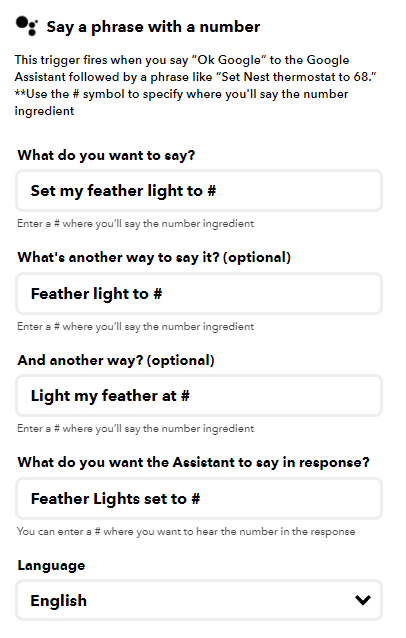 Say a phrase with a number
This trigger fires when you say “Ok Google” to the Google
Assistant followed by a phrase like “Set Nest thermostat to 68.”
**Use the # symbol to specify where you'll say the number
ingredient
What do you want to say?
Set my feather light to #
Enter a # where you'll say the number ingredient
What's another way to say it? (optional)
Feather light to #
Enter a # where you'll say the number ingredient
And another way? (optional)
Light my feather at #
Enter a # where you'll say the number ingredient
What do you want the Assistant to say in response?
Feather Lights set to #
You can enter a # where you want to hear the number in the response
Language
English